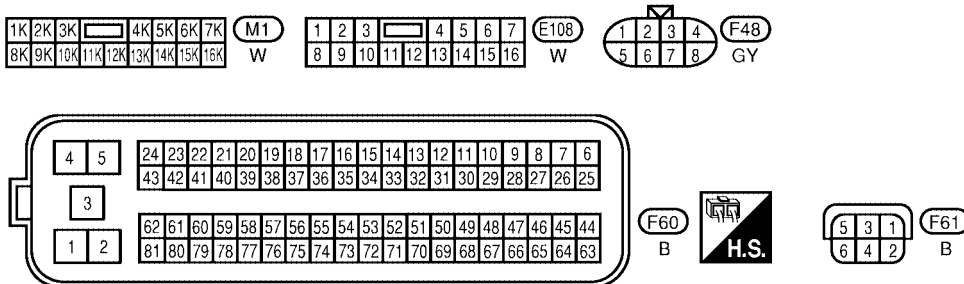 1K 2K 3K 4K 5K 6K 7K M1
8K 9K 10K 11K 12K 13K 14K 15K 16K W
1 2 3 4 5 6 7 E108
8 9 10 11 12 13 14 15 16 W
1 2 3 4 F48
5 6 7 8 GY
4 5 24 23 22 21 20 19 18 17 16 15 14 13 12 11 10 9 8 7 6
43 42 41 40 39 38 37 36 35 34 33 32 31 30 29 28 27 26 25
3
62 61 60 59 58 57 56 55 54 53 52 51 50 49 48 47 46 45 44
1 2 81 80 79 78 77 76 75 74 73 72 71 70 69 68 67 66 65 64 63
F60
B
H.S.
5 3 1 F61
6 4 2 B